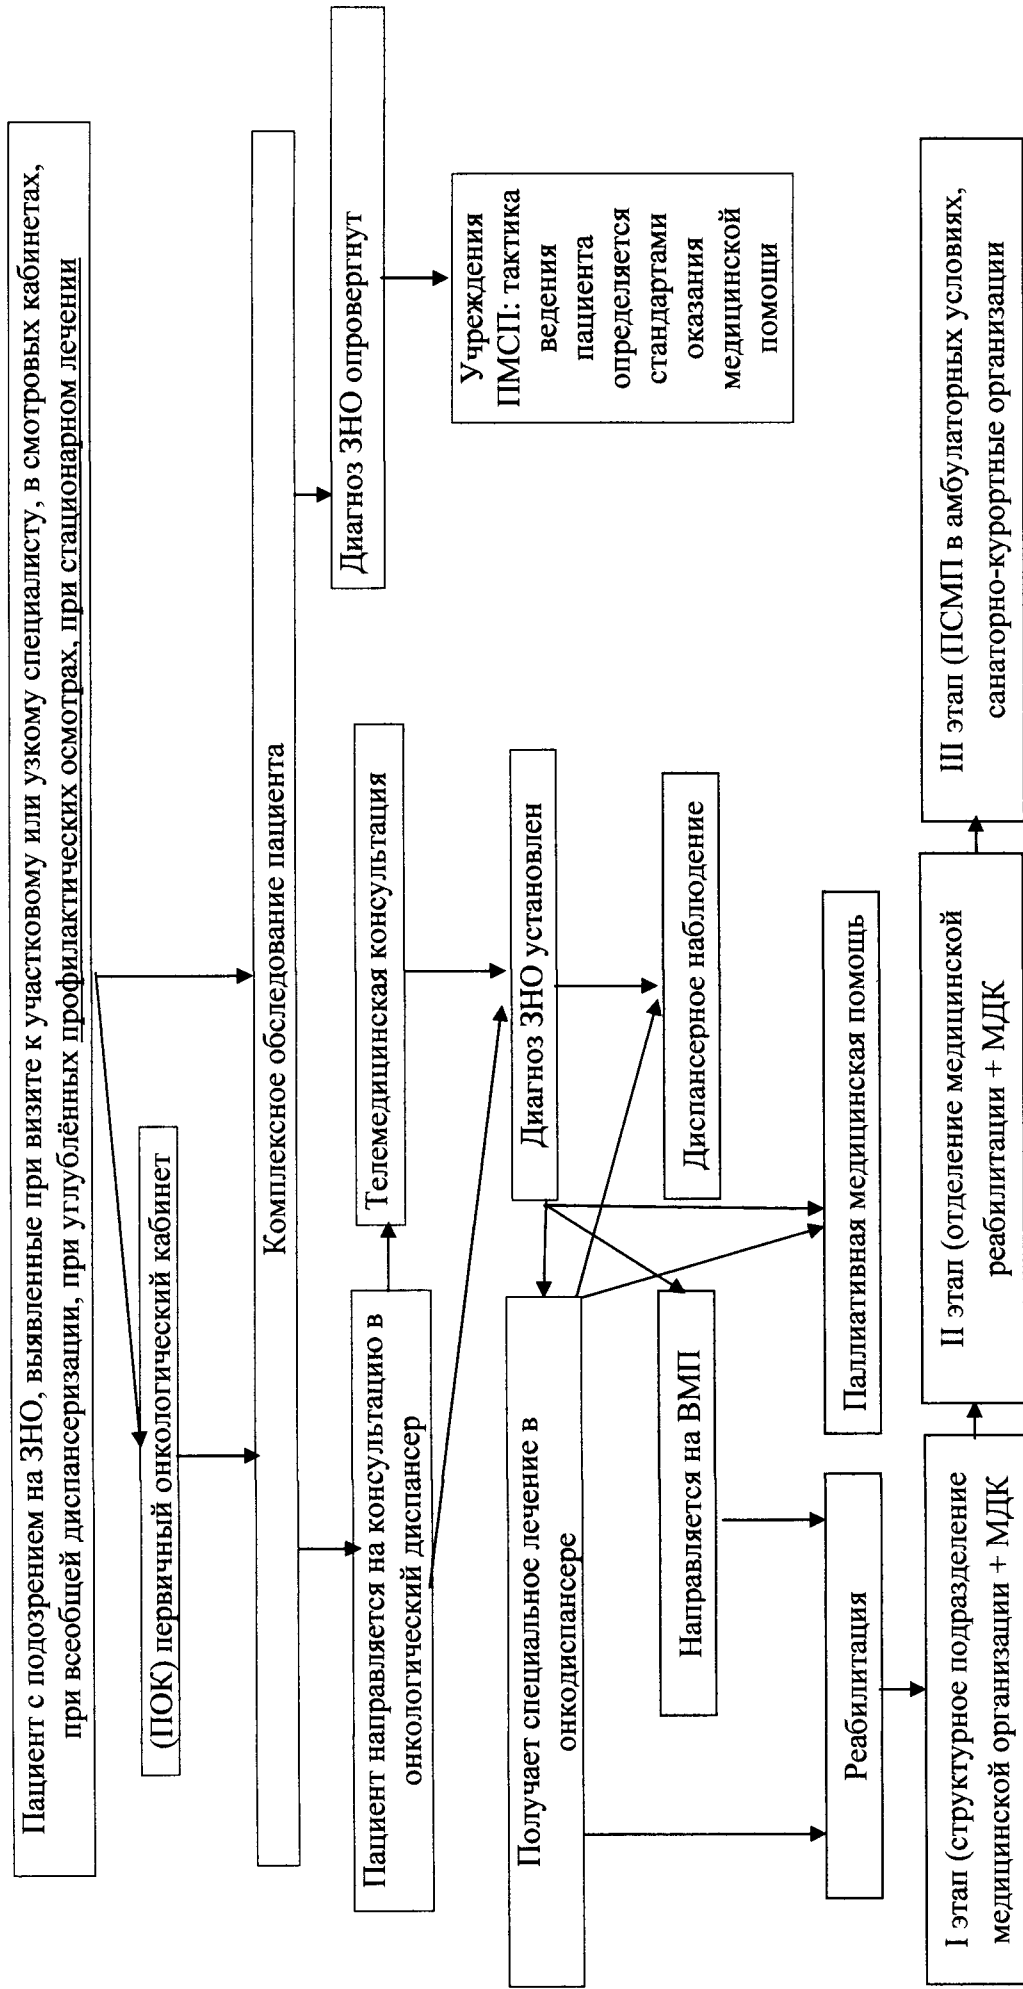 Пациент с подозрением на ЗНО, выявленные при визите к участковому или узкому специалисту, в смотровых кабинетах,
при всеобщей диспансеризации, при углублённых профилактических осмотрах, при стационарном лечении
(ПОК) первичный онкологический кабинет
Комплексное обследование пациента
Пациент направляется на консультацию в
онкологический диспансер
Телемедицинская консультация
Диагноз ЗНО опровергнут
Учреждения
ПМСП: тактика
ведения
пациента
определяется
стандартами
оказания
медицинской
помощи
Получает специальное лечение в
онкодиспансере
Диагноз ЗНО установлен
Направляется на ВМП
Диспансерное наблюдение
Реабилитация
Паллиативная медицинская помощь
I этап (структурное подразделение
медицинской организации + МДК
II этап (отделение медицинской
реабилитации + МДК
III этап (ПСМП в амбулаторных условиях,
санаторно-курортные организации